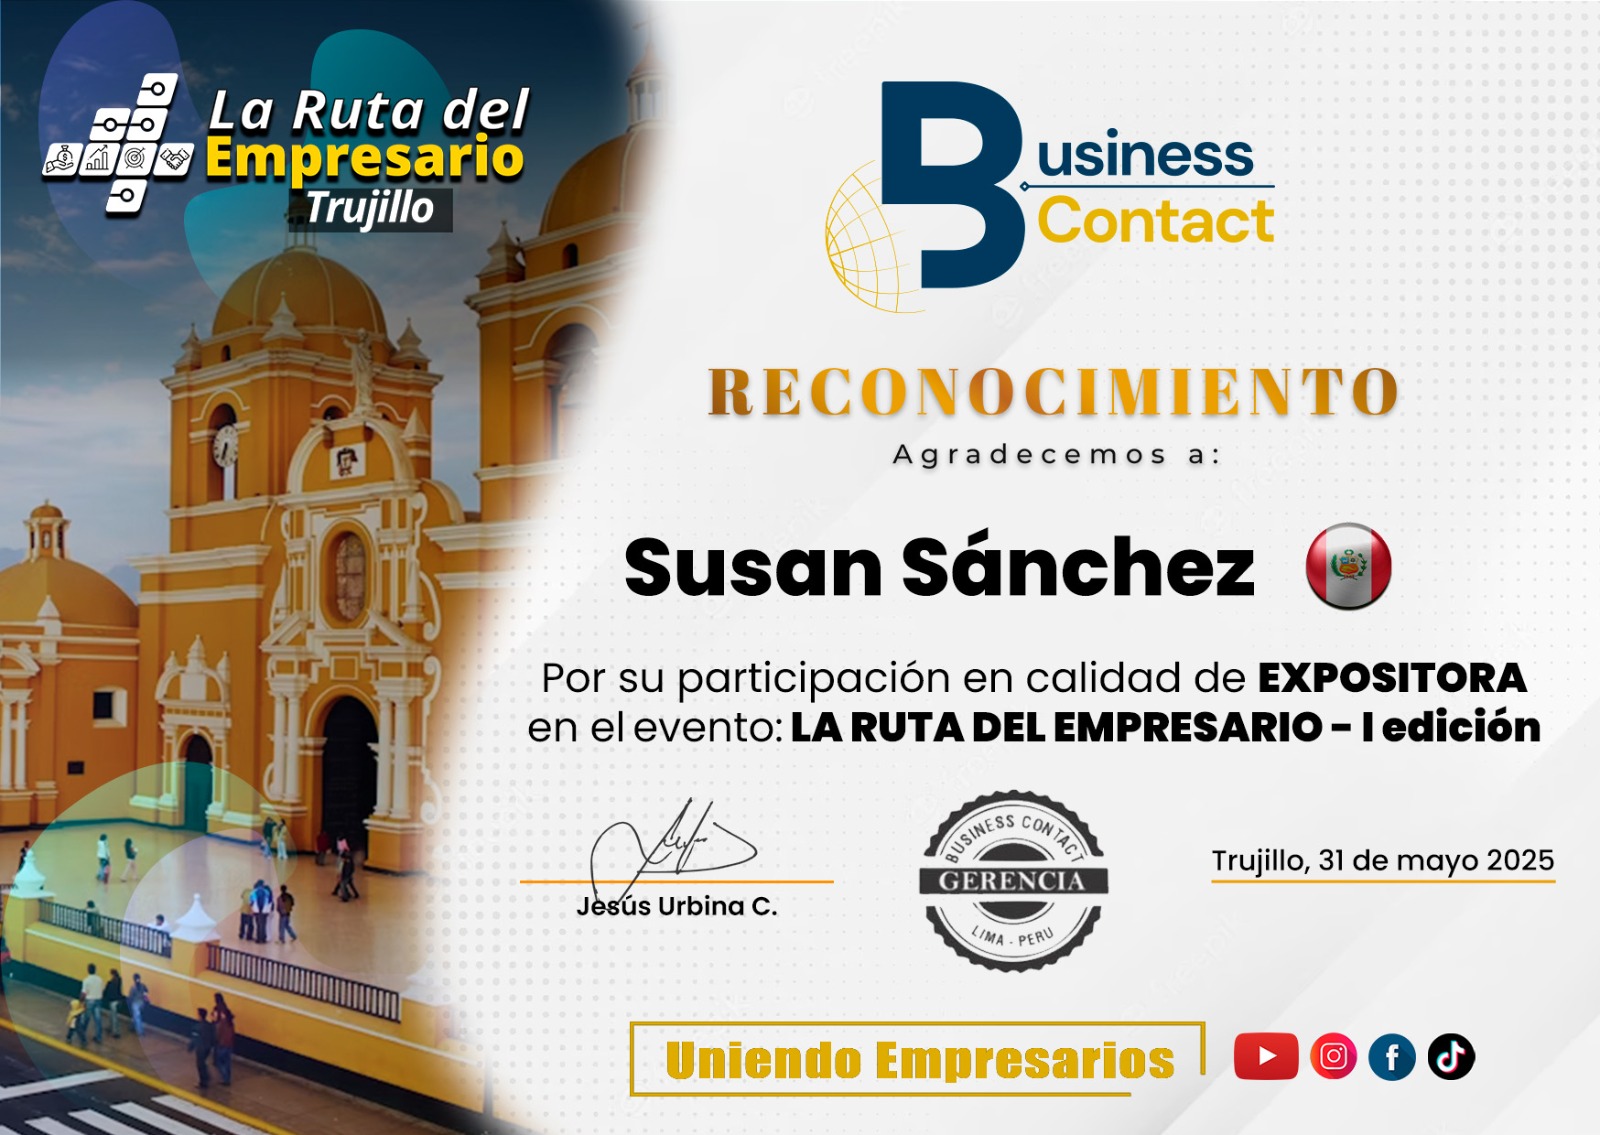 La Ruta del
Empresario
Trujillo
Business
Contact
RECONOCIMIENTO
Agradecemos a:
Susan Sánchez
Por su participación en calidad de EXPOSITORA
en el evento: LA RUTA DEL EMPRESARIO - I edición
Jesús Urbina C.
BUSINESS CONTACT
GERENCIA
LIMA - PERU
Trujillo, 31 de mayo 2025
Uniendo Empresarios